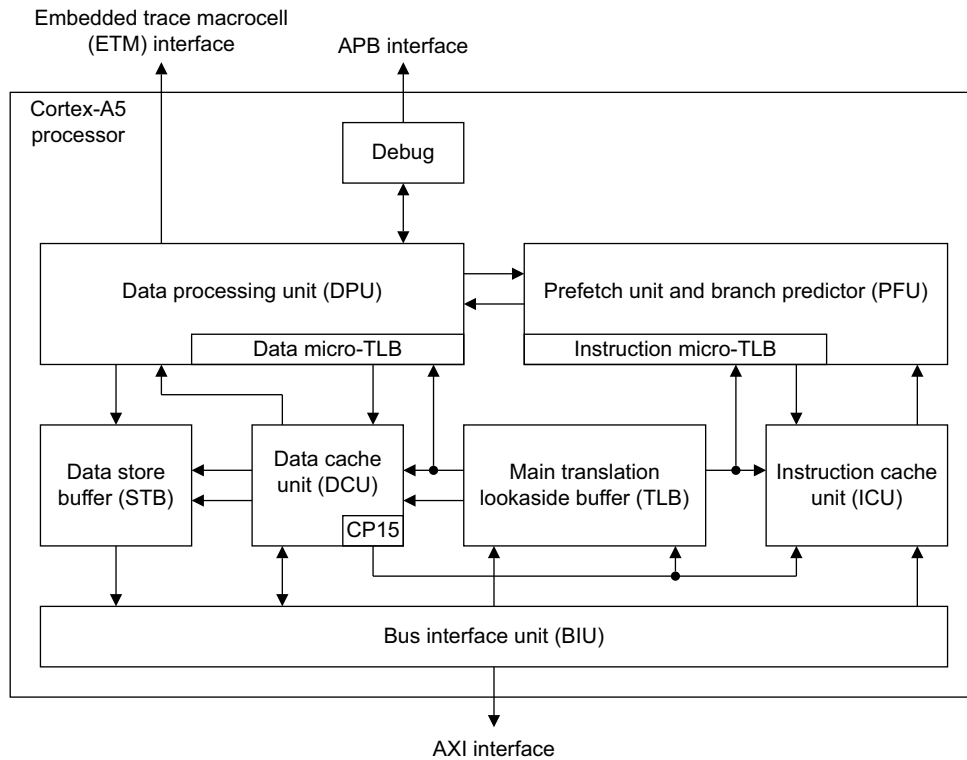 Embedded trace macrocell
(ETM) interface
APB interface
Cortex-A5
processor
Debug
Data processing unit (DPU)
Prefetch unit and branch predictor (PFU)
Data micro-TLB
Instruction micro-TLB
Data store
buffer (STB)
Data cache
unit (DCU)
CP15
Main translation
lookaside buffer (TLB)
Instruction cache
unit (ICU)
Bus interface unit (BIU)
AXI interface